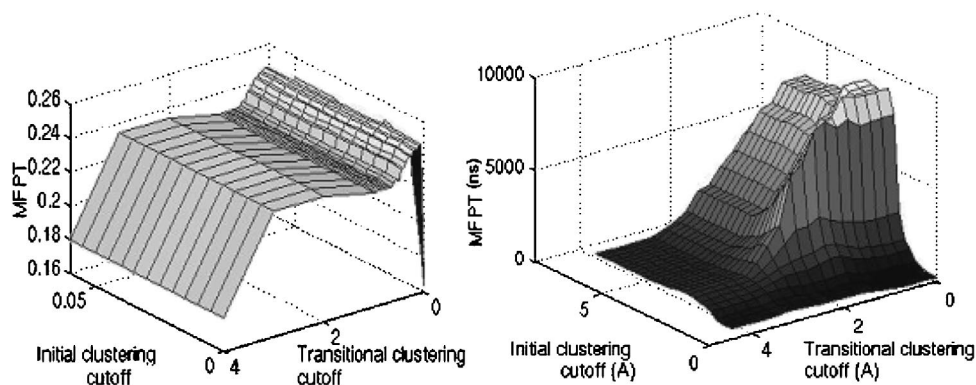 0.26
0.24
0.22
0.2
0.18
0.16
MFPT
0.05
0
4
2
0
Initial clustering
cutoff
Transitional clustering
cutoff
10000
5000
0
MFPT (ns)
5
0
4
2
0
Initial clustering
cutoff (Å)
Transitional clustering
cutoff (A)